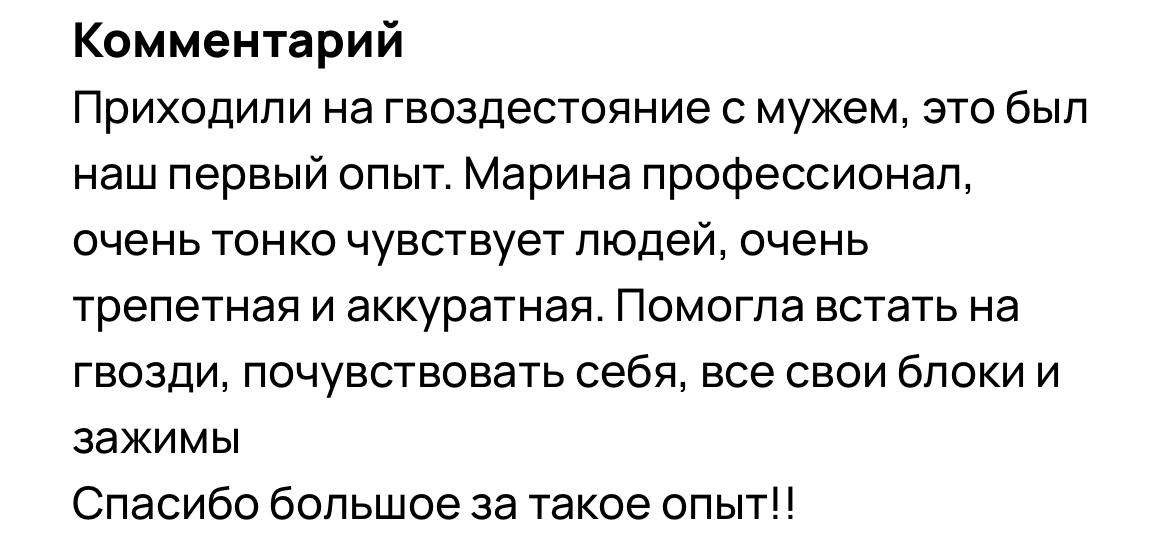 Комментарий
Приходили на гвоздестояние с мужем, это был
наш первый опыт. Марина профессионал,
очень тонко чувствует людей, очень
трепетная и аккуратная. Помогла встать на
гвозди, почувствовать себя, все свои блоки и
зажимы
Спасибо большое за такое опыт!!